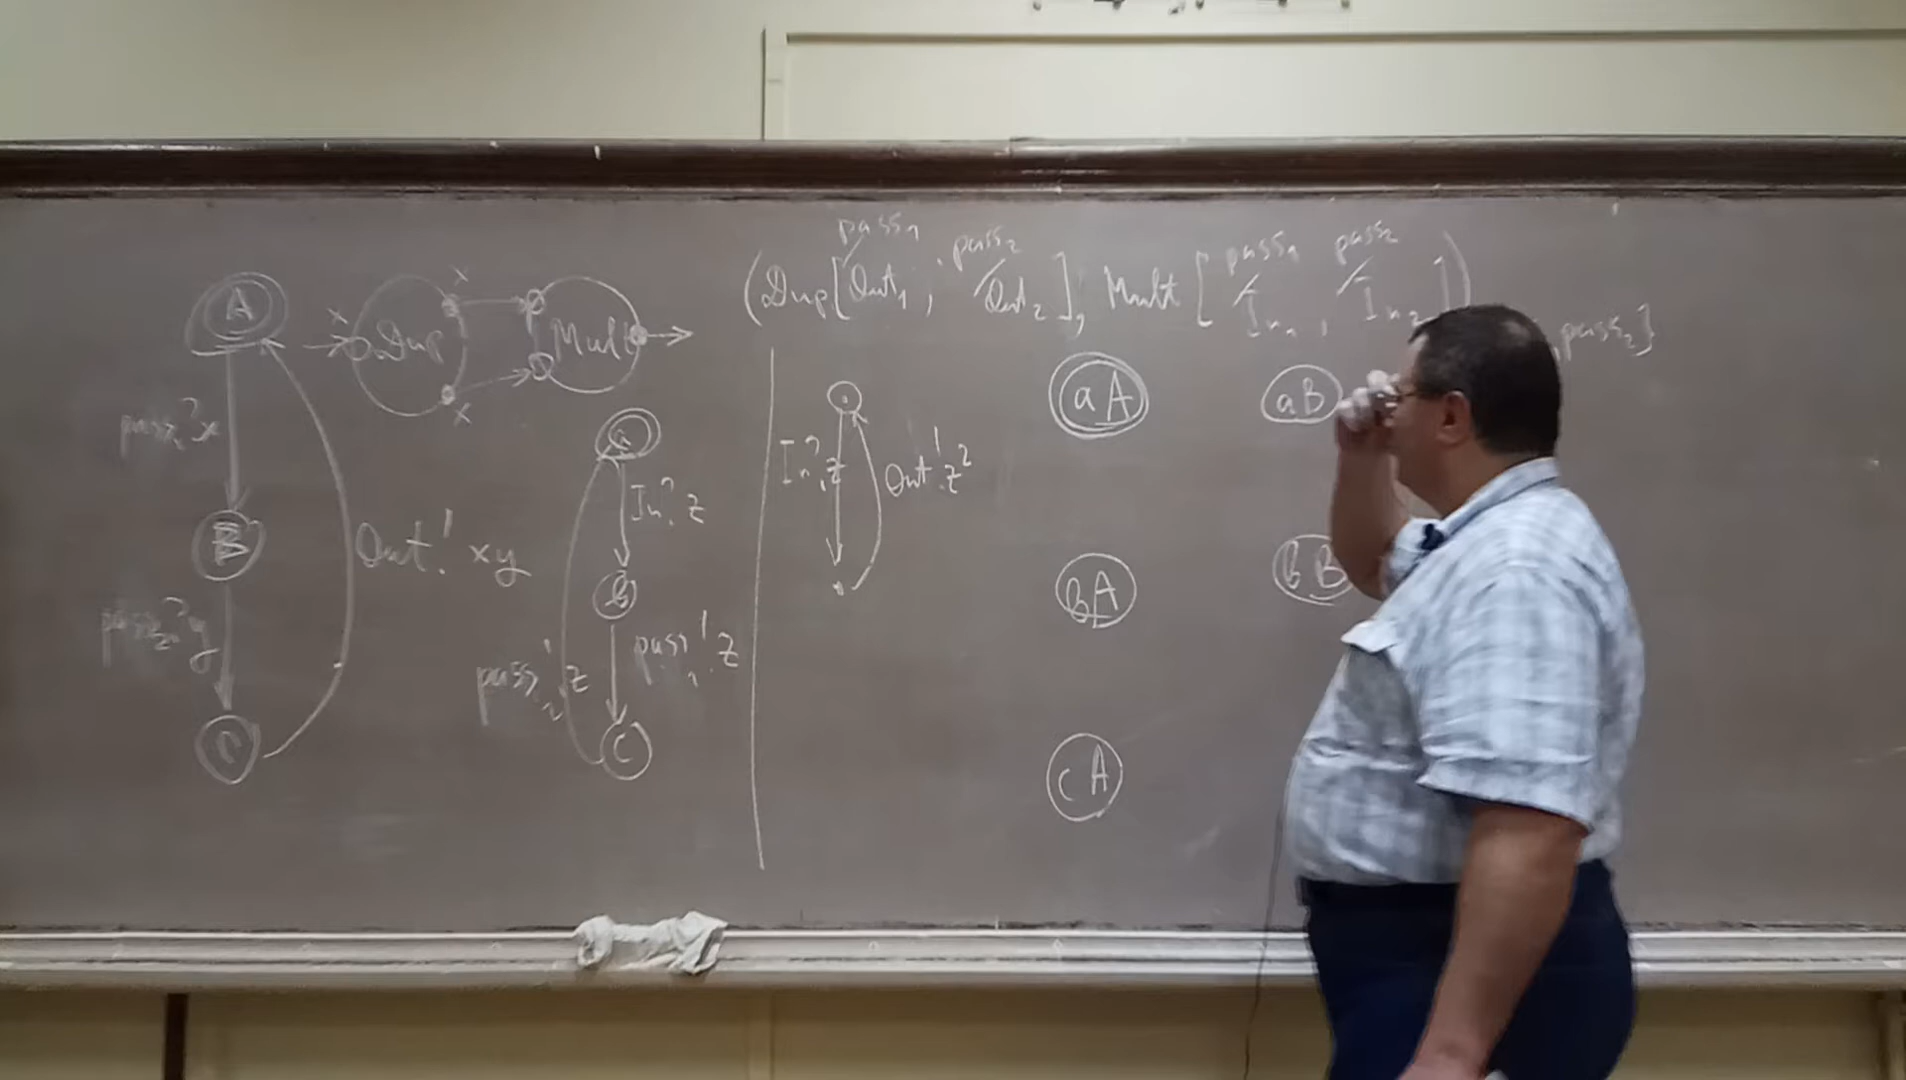 pass₁ pass₂ pass₁ pass₂
(Dup[Out₁, Out₂], Mult[In₁, In₂])
, pass₂}
A
x
x
x
Dup
Mult
pass₁?x
B
pass₂?y
C
Out! xy
a
In? z
b
pass₁! z
pass₂! z
c
In? z
Out! z²
aA
aB
bA
bB
cA